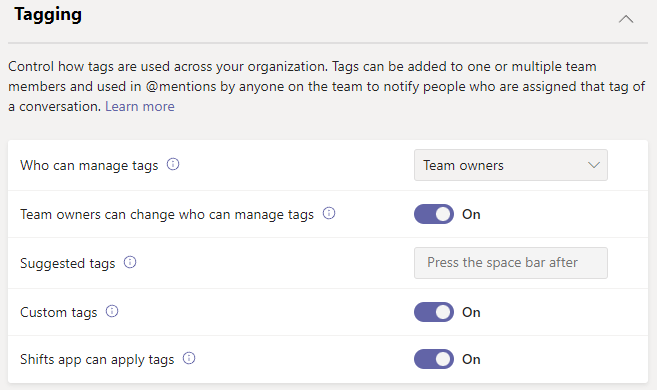 Tagging
Control how tags are used across your organization. Tags can be added to one or multiple team
members and used in @mentions by anyone on the team to notify people who are assigned that tag of
a conversation. Learn more
Who can manage tags
Team owners
Team owners can change who can manage tags
On
Suggested tags
Press the space bar after
Custom tags
On
Shifts app can apply tags
On